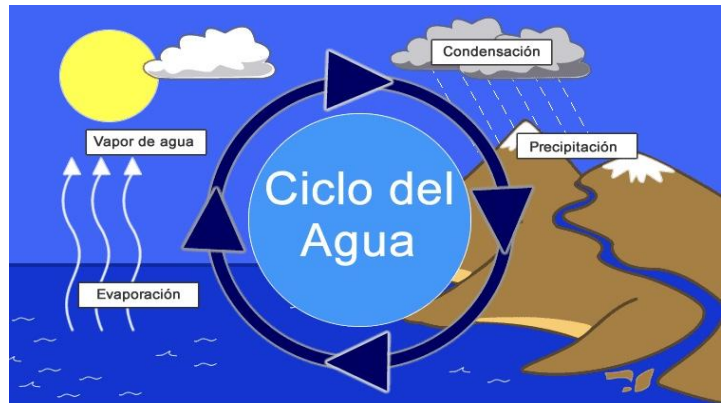 Condensación
Vapor de agua
Precipitación
Ciclo del
Agua
Evaporación